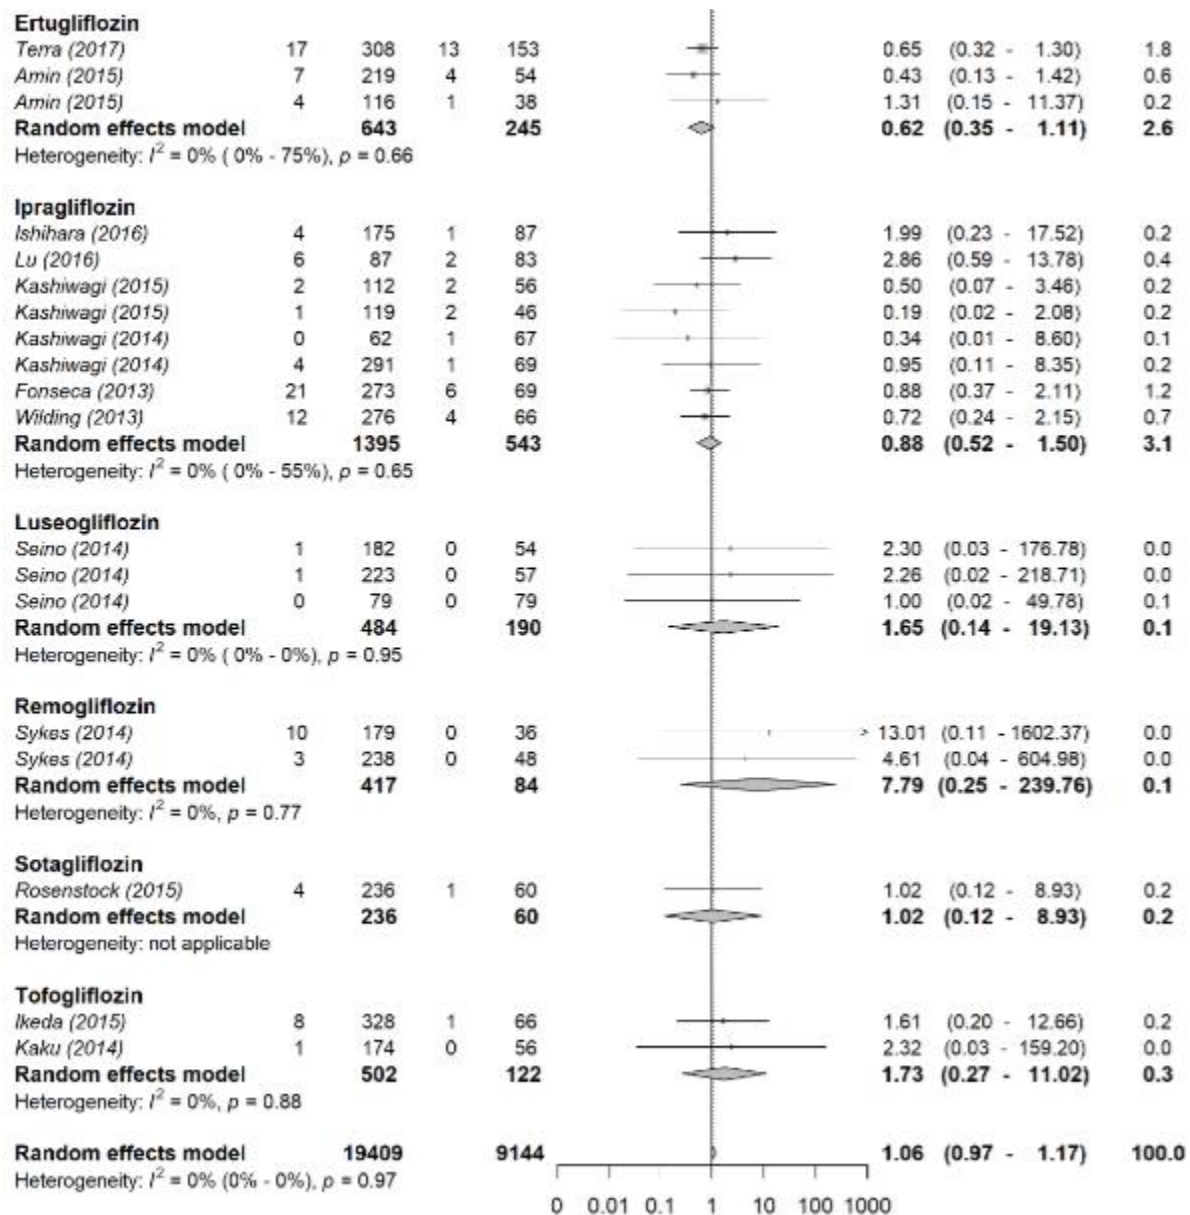 Ertugliflozin
Terra (2017) 17 308 13 153 0.65 (0.32 - 1.30) 1.8
Amin (2015) 7 219 4 54 0.43 (0.13 - 1.42) 0.6
Amin (2015) 4 116 1 38 1.31 (0.15 - 11.37) 0.2
Random effects model 643 245 0.62 (0.35 - 1.11) 2.6
Heterogeneity: I² = 0% ( 0% - 75%), p = 0.66
Ipragliflozin
Ishihara (2016) 4 175 1 87 1.99 (0.23 - 17.52) 0.2
Lu (2016) 6 87 2 83 2.86 (0.59 - 13.78) 0.4
Kashiwagi (2015) 2 112 2 56 0.50 (0.07 - 3.46) 0.2
Kashiwagi (2015) 1 119 2 46 0.19 (0.02 - 2.08) 0.2
Kashiwagi (2014) 0 62 1 67 0.34 (0.01 - 8.60) 0.1
Kashiwagi (2014) 4 291 1 69 0.95 (0.11 - 8.35) 0.2
Fonseca (2013) 21 273 6 69 0.88 (0.37 - 2.11) 1.2
Wilding (2013) 12 276 4 66 0.72 (0.24 - 2.15) 0.7
Random effects model 1395 543 0.88 (0.52 - 1.50) 3.1
Heterogeneity: I² = 0% ( 0% - 55%), p = 0.65
Luseogliflozin
Seino (2014) 1 182 0 54 2.30 (0.03 - 176.78) 0.0
Seino (2014) 1 223 0 57 2.26 (0.02 - 218.71) 0.0
Seino (2014) 0 79 0 79 1.00 (0.02 - 49.78) 0.1
Random effects model 484 190 1.65 (0.14 - 19.13) 0.1
Heterogeneity: I² = 0% ( 0% - 0%), p = 0.95
Remogliflozin
Sykes (2014) 10 179 0 36 13.01 (0.11 - 1602.37) 0.0
Sykes (2014) 3 238 0 48 4.61 (0.04 - 604.98) 0.0
Random effects model 417 84 7.79 (0.25 - 239.76) 0.1
Heterogeneity: I² = 0%, p = 0.77
Sotagliflozin
Rosenstock (2015) 4 236 1 60 1.02 (0.12 - 8.93) 0.2
Random effects model 236 60 1.02 (0.12 - 8.93) 0.2
Heterogeneity: not applicable
Tofogliflozin
Ikeda (2015) 8 328 1 66 1.61 (0.20 - 12.66) 0.2
Kaku (2014) 1 174 0 56 2.32 (0.03 - 159.20) 0.0
Random effects model 502 122 1.73 (0.27 - 11.02) 0.3
Heterogeneity: I² = 0%, p = 0.88
Random effects model 19409 9144 1.06 (0.97 - 1.17) 100.0
Heterogeneity: I² = 0% (0% - 0%), p = 0.97
0 0.01 0.1 1 10 100 1000